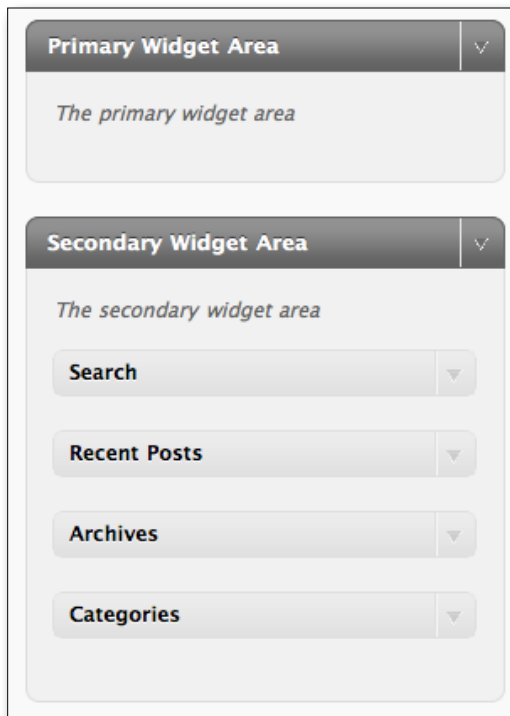 Primary Widget Area
The primary widget area
Secondary Widget Area
The secondary widget area
Search
Recent Posts
Archives
Categories